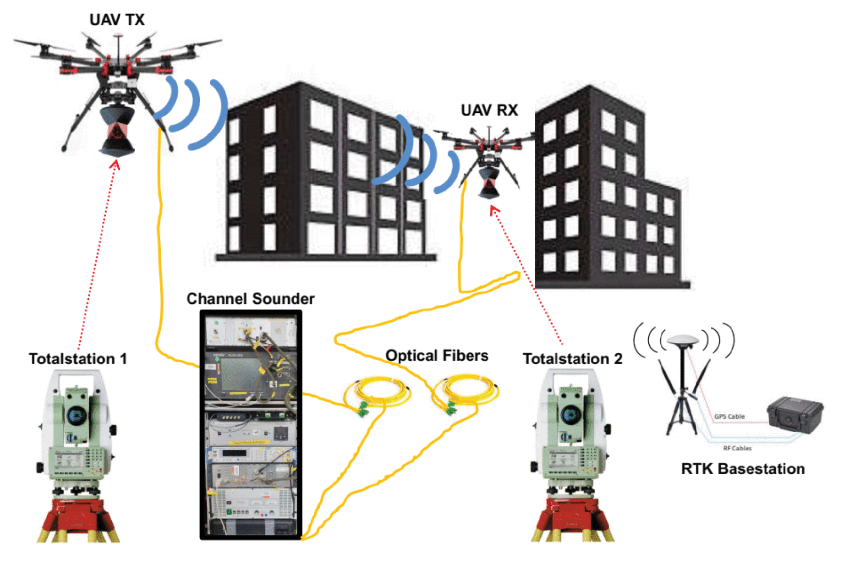 UAV TX
UAV RX
Channel Sounder
Totalstation 1
Optical Fibers
Totalstation 2
GPS Cable
RF Cables
RTK Basestation